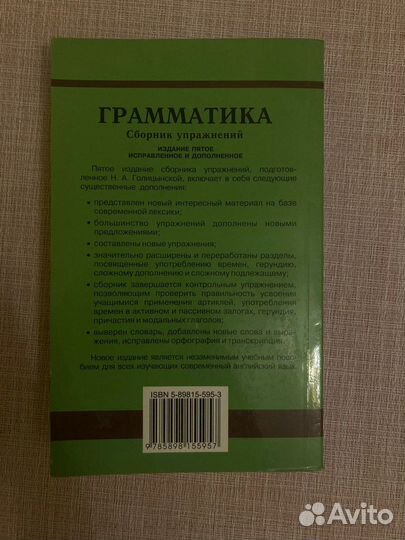 ГРАММАТИКА
Сборник упражнений
ИЗДАНИЕ ПЯТОЕ
ИСПРАВЛЕННОЕ И ДОПОЛНЕННОЕ
Пятое издание сборника упражнений, подготов-
ленное Н. А. Голицынской, включает в себя следующие
существенные дополнения:
• представлен новый интересный материал на базе
современной лексики;
• большинство упражнений дополнены новыми
предложениями;
• составлены новые упражнения;
• значительно расширены и переработаны разделы,
посвященные употреблению времен, герундию,
сложному дополнению и сложному подлежащему;
• сборник завершается контрольным упражнением,
позволяющим проверить правильность усвоения
учащимися применения артиклей, употребления
времен в активном и пассивном залогах, герундия,
причастия и модальных глаголов;
• выверен словарь, добавлены новые слова и выра-
жения, исправлены орфография и транскрипция.
Новое издание является незаменимым учебным посо-
бием для всех изучающих современный английский язык.
ISBN 5-89815-595-3
9 785898 155957
Avito